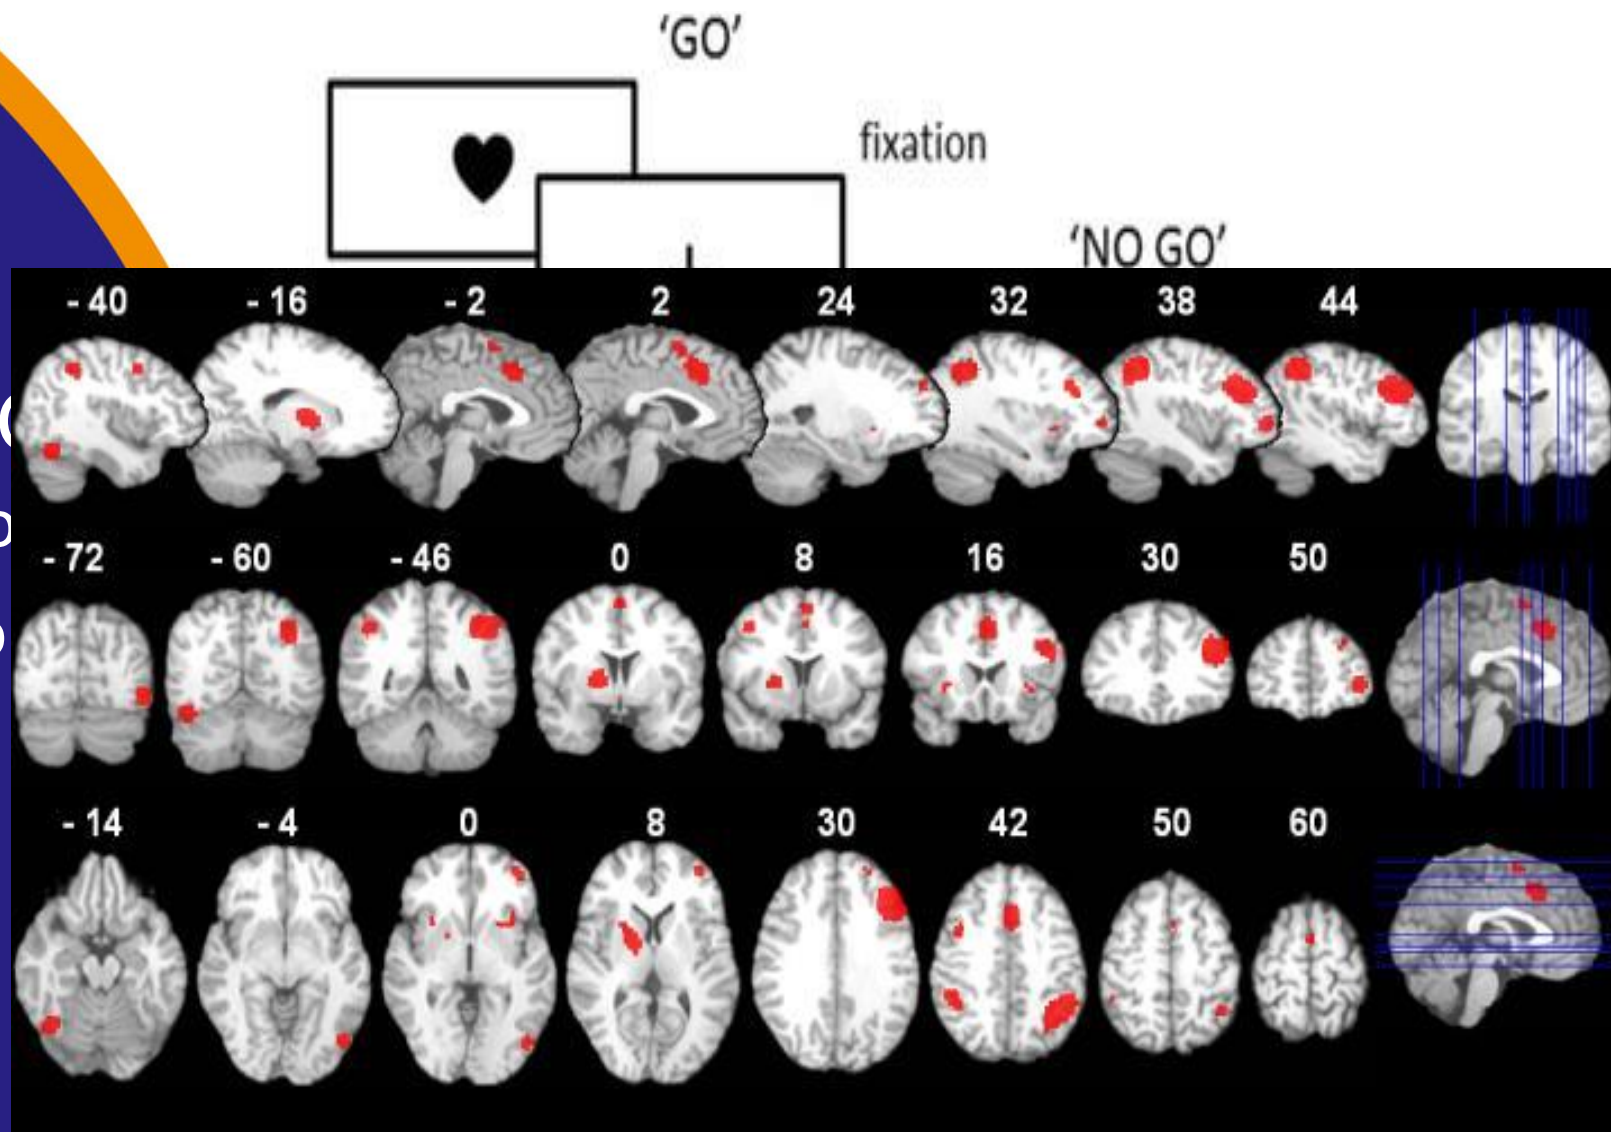 ‘GO’
fixation
‘NO GO’
- 40 - 16 - 2 2 24 32 38 44
- 72 - 60 - 46 0 8 16 30 50
- 14 - 4 0 8 30 42 50 60